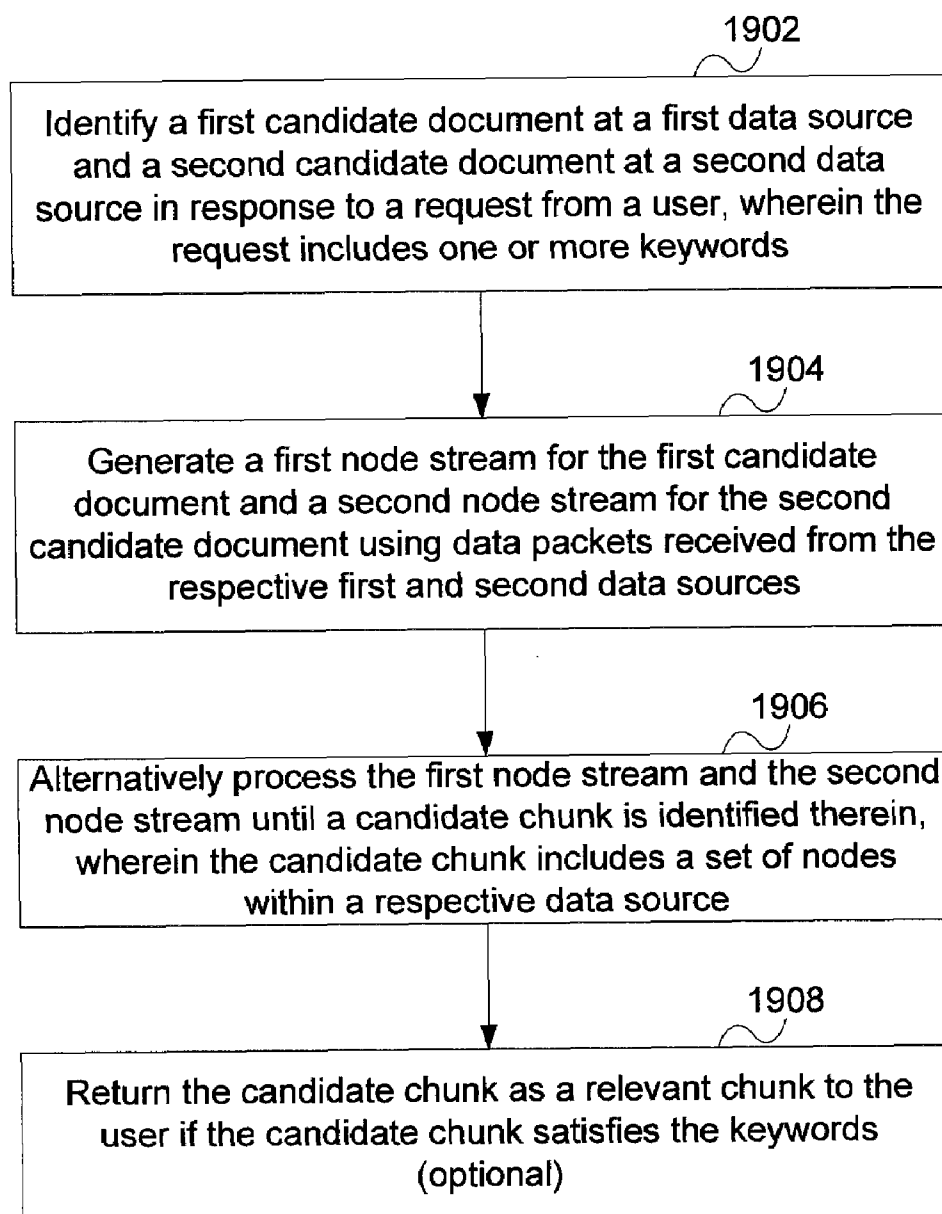 1902
Identify a first candidate document at a first data source
and a second candidate document at a second data
source in response to a request from a user, wherein the
request includes one or more keywords
1904
Generate a first node stream for the first candidate
document and a second node stream for the second
candidate document using data packets received from the
respective first and second data sources
1906
Alternatively process the first node stream and the second
node stream until a candidate chunk is identified therein,
wherein the candidate chunk includes a set of nodes
within a respective data source
1908
Return the candidate chunk as a relevant chunk to the
user if the candidate chunk satisfies the keywords
(optional)